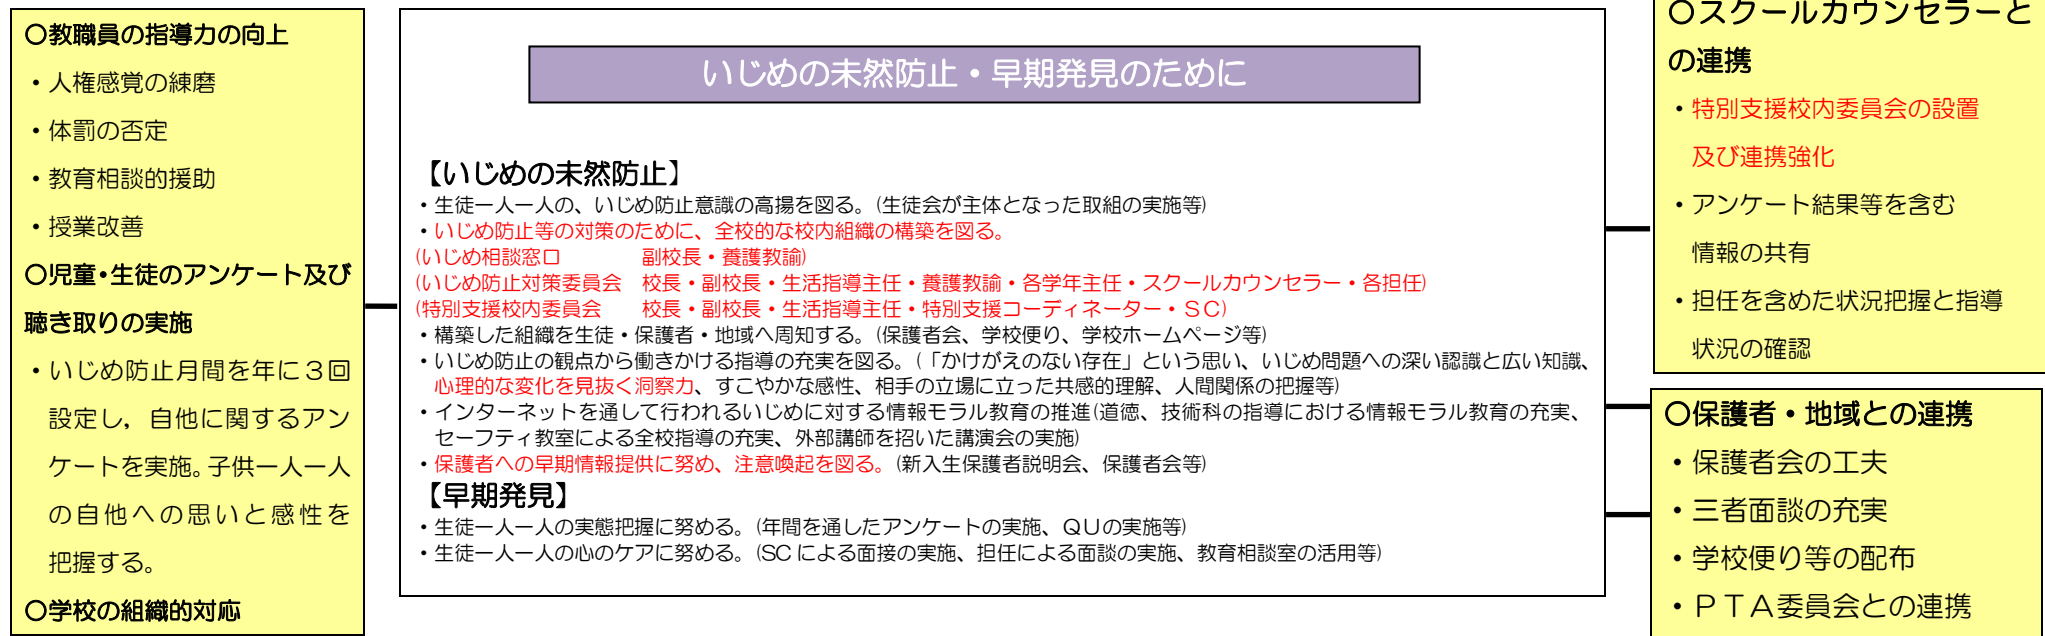 〇教職員の指導力の向上
・人権感覚の練磨
・体罰の否定
・教育相談的援助
・授業改善
〇児童・生徒のアンケート及び
聴き取りの実施
・いじめ防止月間を年に３回
設定し，自他に関するアン
ケートを実施。子供一人一人
の自他への思いと感性を
把握する。
〇学校の組織的対応
いじめの未然防止・早期発見のために
【いじめの未然防止】
・生徒一人一人の、いじめ防止意識の高揚を図る。(生徒会が主体となった取組の実施等)
・いじめ防止等の対策のために、全校的な校内組織の構築を図る。
(いじめ相談窓口　　　　副校長・養護教諭)
(いじめ防止対策委員会　校長・副校長・生活指導主任・養護教諭・各学年主任・スクールカウンセラー・各担任)
(特別支援校内委員会　　校長・副校長・生活指導主任・特別支援コーディネーター・ＳＣ)
・構築した組織を生徒・保護者・地域へ周知する。(保護者会、学校便り、学校ホームページ等)
・いじめ防止の観点から働きかける指導の充実を図る。(「かけがえのない存在」という思い、いじめ問題への深い認識と広い知識、
心理的な変化を見抜く洞察力、すこやかな感性、相手の立場に立った共感的理解、人間関係の把握等)
・インターネットを通して行われるいじめに対する情報モラル教育の推進(道徳、技術科の指導における情報モラル教育の充実、
セーフティ教室による全校指導の充実、外部講師を招いた講演会の実施)
・保護者への早期情報提供に努め、注意喚起を図る。(新入生保護者説明会、保護者会等)
【早期発見】
・生徒一人一人の実態把握に努める。(年間を通したアンケートの実施、ＱＵの実施等)
・生徒一人一人の心のケアに努める。(SCによる面接の実施、担任による面談の実施、教育相談室の活用等)
〇スクールカウンセラーと
の連携
・特別支援校内委員会の設置
及び連携強化
・アンケート結果等を含む
情報の共有
・担任を含めた状況把握と指導
状況の確認
〇保護者・地域との連携
・保護者会の工夫
・三者面談の充実
・学校便り等の配布
・ＰＴＡ委員会との連携